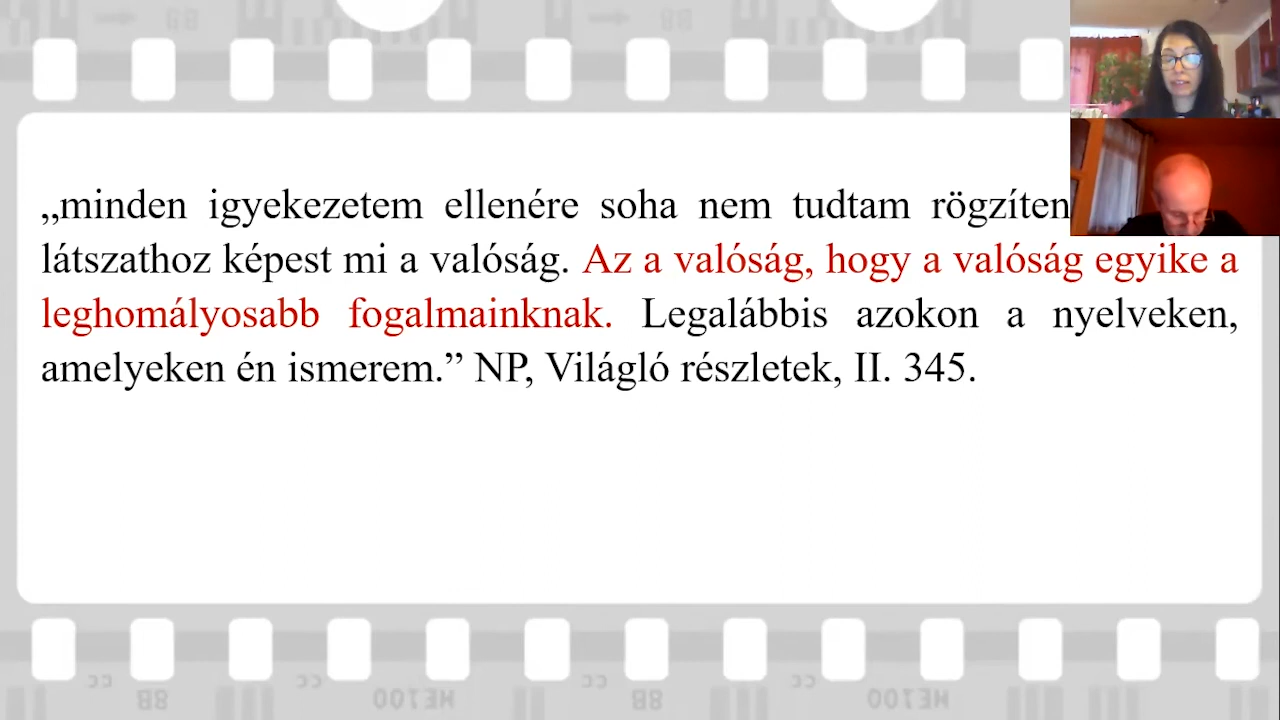 „minden igyekezetem ellenére soha nem tudtam
látszathoz képest mi a valóság. Az a valóság, hogy a valóság egyike a
leghomályosabb fogalmainknak. Legalábbis azokon a nyelveken,
amelyeken én ismerem.” NP, Világló részletek, II. 345.